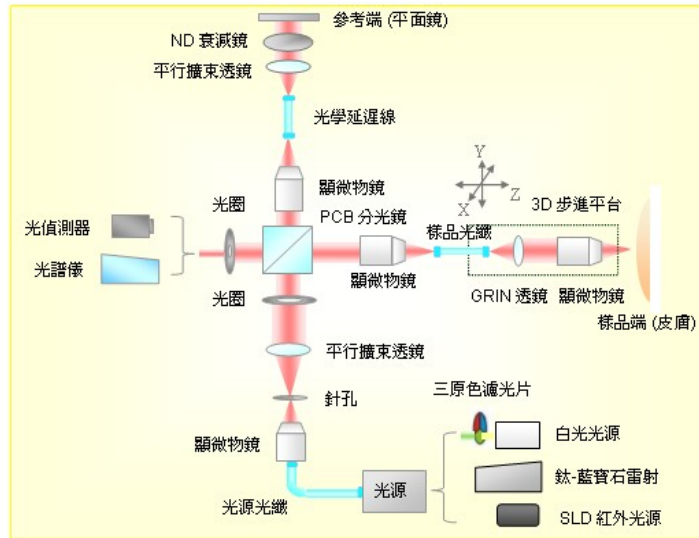 參考端 (平面鏡)
ND 衰減鏡
平行擴束透鏡
光學延遲線
顯微物鏡
光圈
PCB 分光鏡
Y
X
Z
3D 步進平台
樣品光纖
光偵測器
光譜儀
顯微物鏡
GRIN 透鏡
顯微物鏡
光圈
樣品端 (皮膚)
平行擴束透鏡
針孔
三原色濾光片
顯微物鏡
白光光源
光源
鈦-藍寶石雷射
光源光纖
SLD 紅外光源